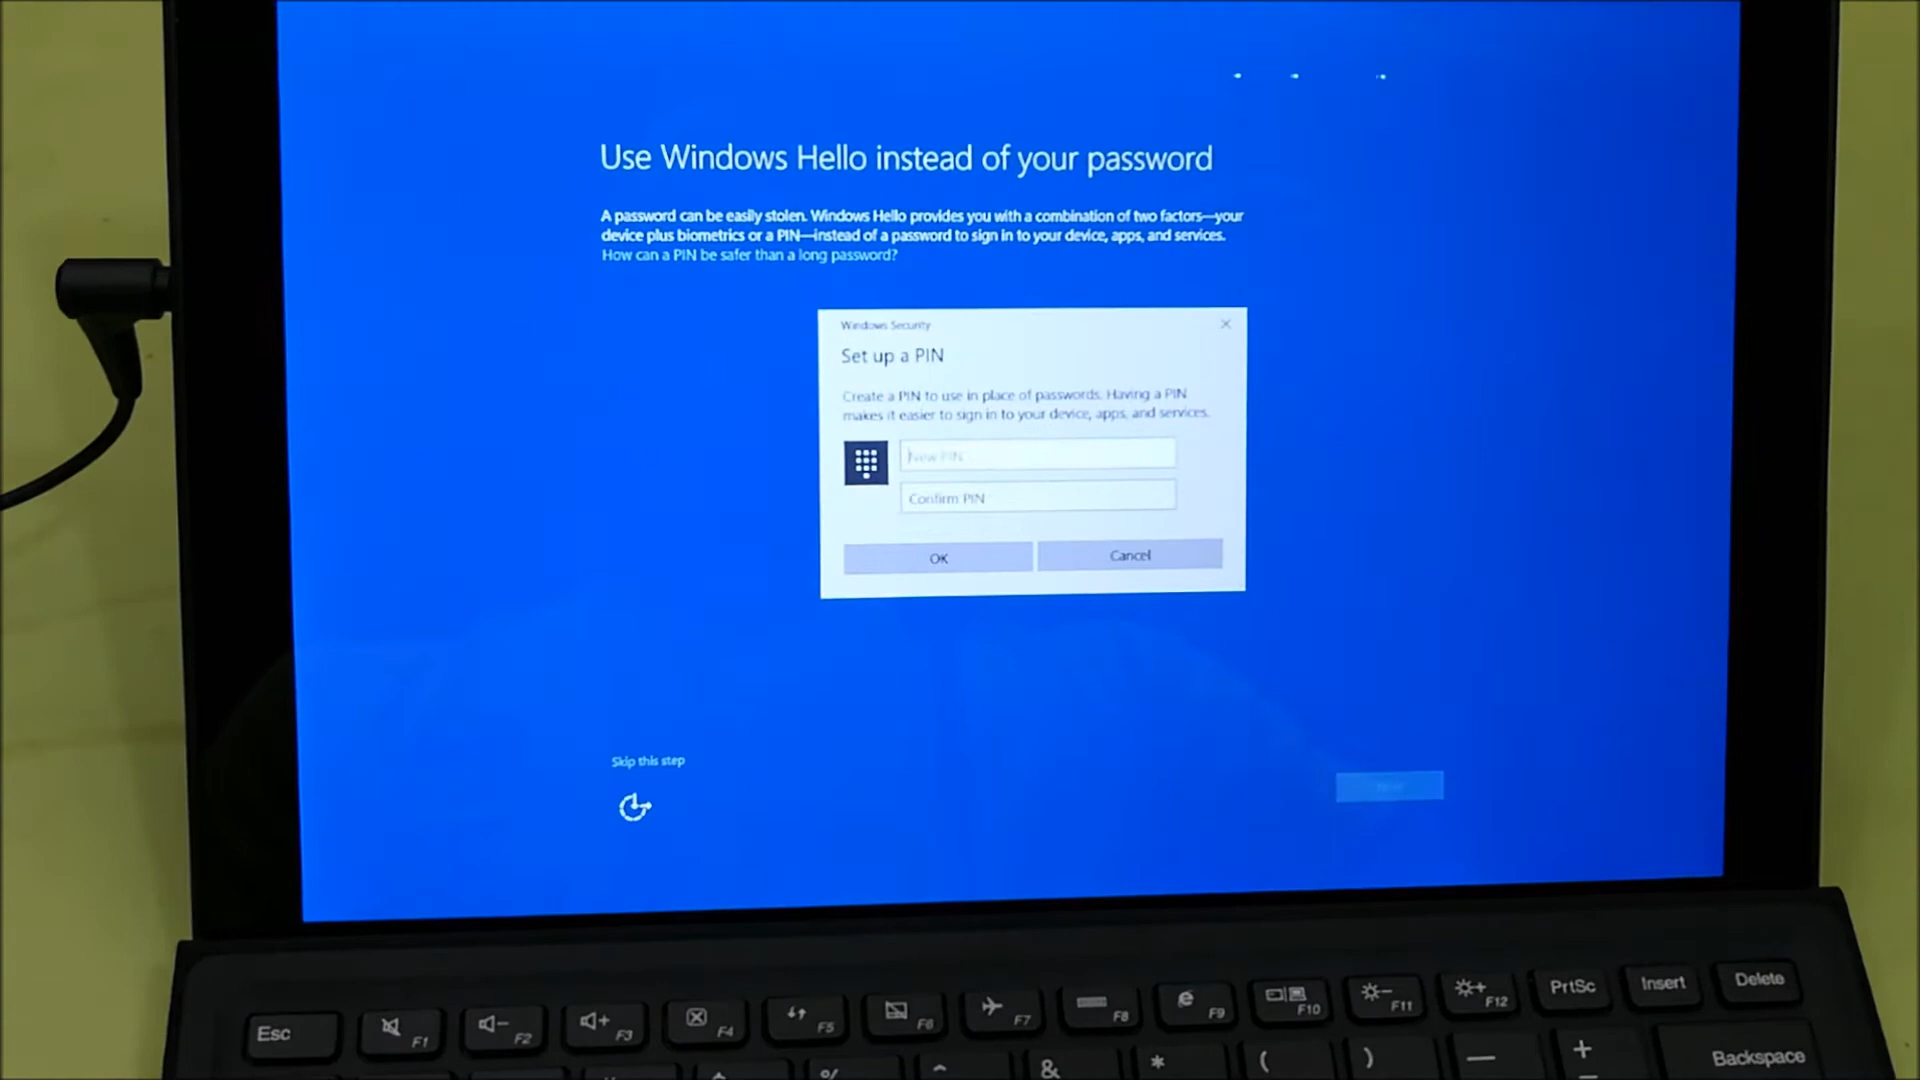 Use Windows Hello instead of your password
A password can be easily stolen. Windows Hello provides you with a combination of two factors—your
device plus biometrics or a PIN—instead of a password to sign in to your device, apps, and services.
How can a PIN be safer than a long password?
Windows Security
Set up a PIN
Create a PIN to use in place of passwords. Having a PIN
makes it easier to sign in to your device, apps, and services.
New PIN
Confirm PIN
OK Cancel
Skip this step
Esc F1 F2 F3 F4 F5 F6 F7 F8 F9 F10 F11 F12 PrtSc Insert Delete
% ^ & * ( ) — + Backspace